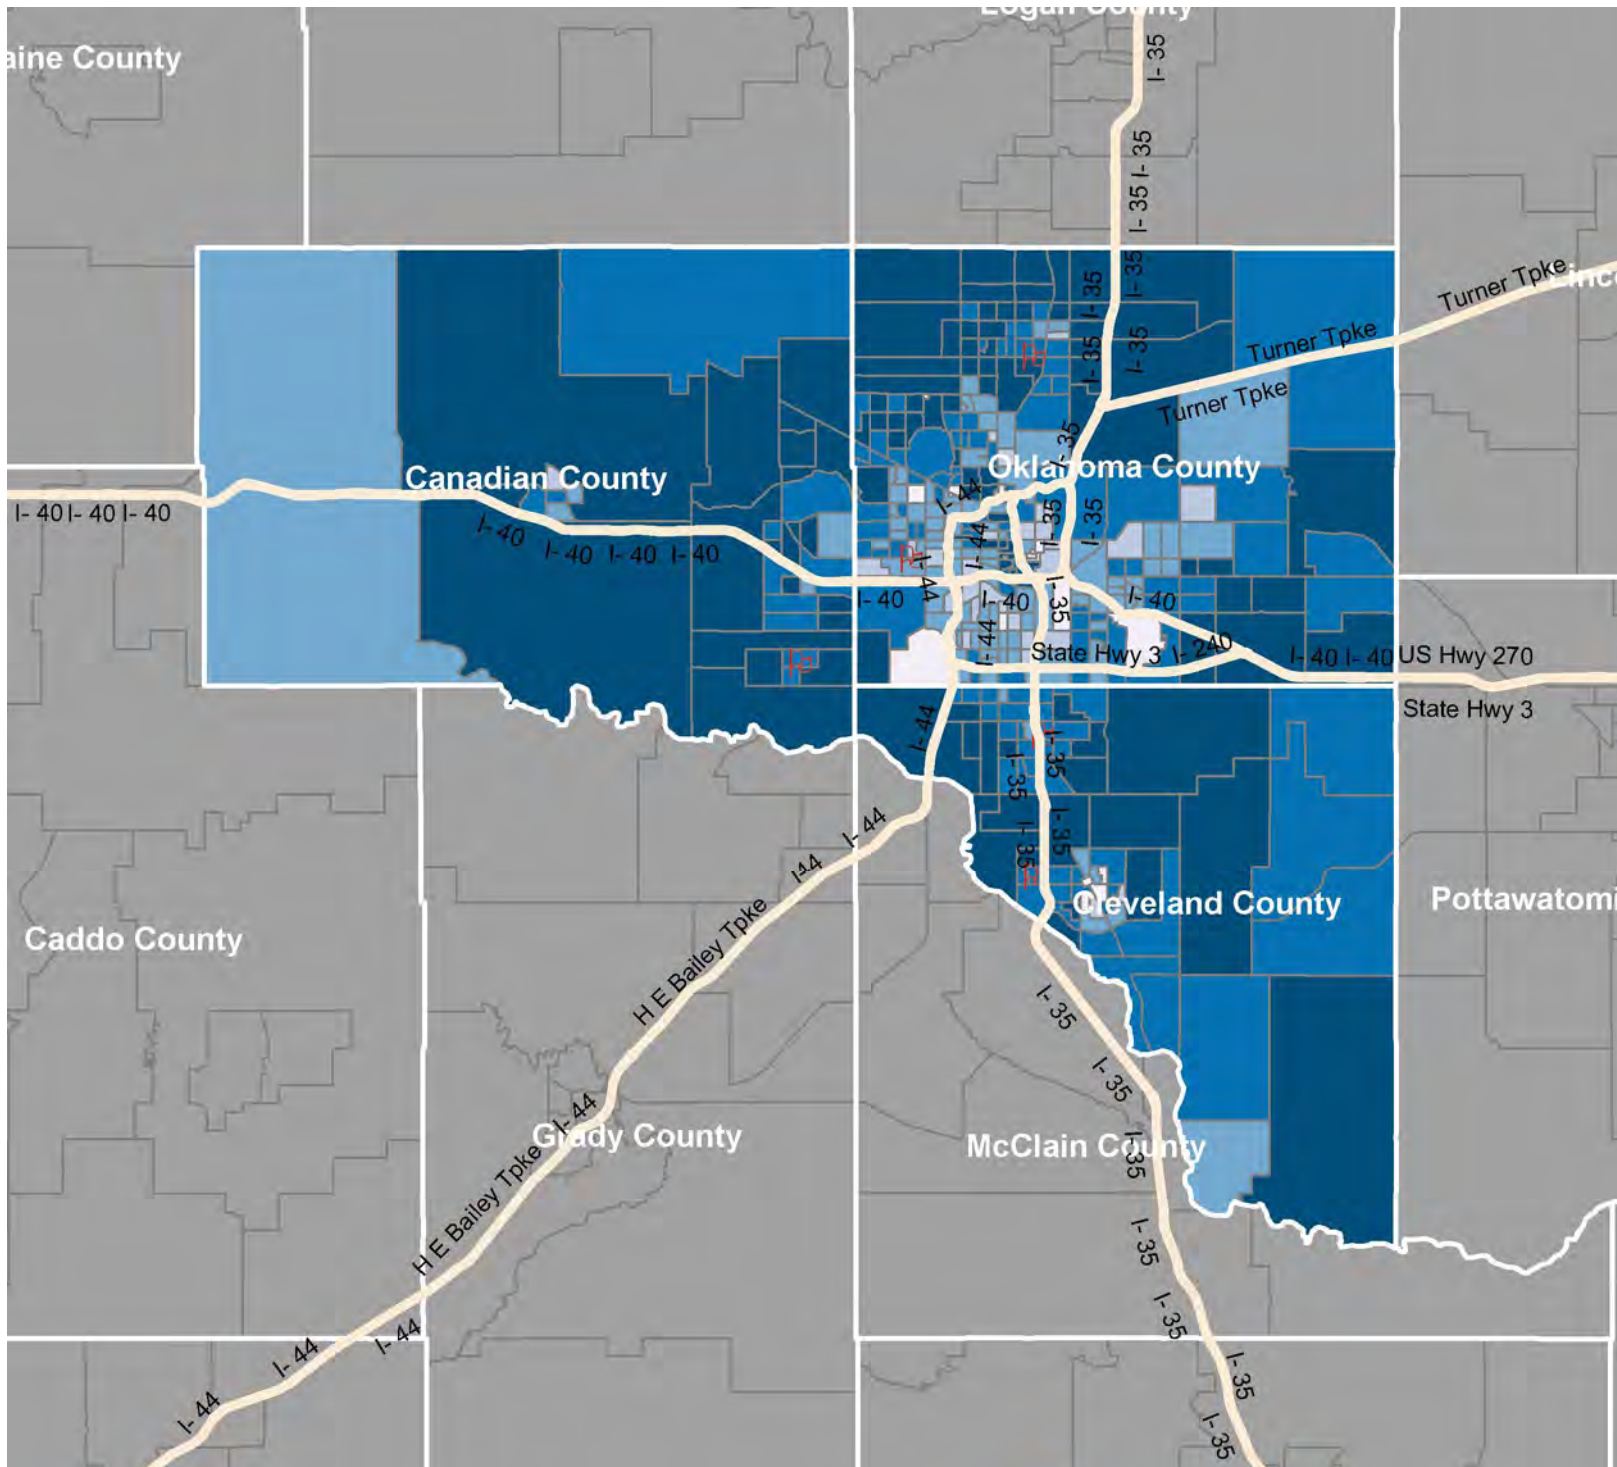 Logan County
aine County
I- 35
I- 35
I- 35
I- 35
I- 35
I- 35
Turner Tpke
Linc
I- 35
I- 35
Turner Tpke
Turner Tpke
I- 35
Canadian County
Oklahoma County
I- 44
I- 40 I- 40 I- 40
I- 40
I- 40
I- 40
I- 40
I- 44
I- 35
I- 35
I- 44
I- 40
I- 40
I- 35
I- 40
I- 44
State Hwy 3
I- 240
I- 40 I- 40
US Hwy 270
State Hwy 3
I- 44
I- 35
I- 35
I- 44
I- 35
I- 35
I- 44
H E Bailey Tpke
Cleveland County
Pottawatomi
Caddo County
I- 35
I- 35
I- 44
Grady County
McClain County
I- 35
H E Bailey Tpke
I- 35
I- 35
I- 44
I- 44
I- 35
I- 44
I- 35